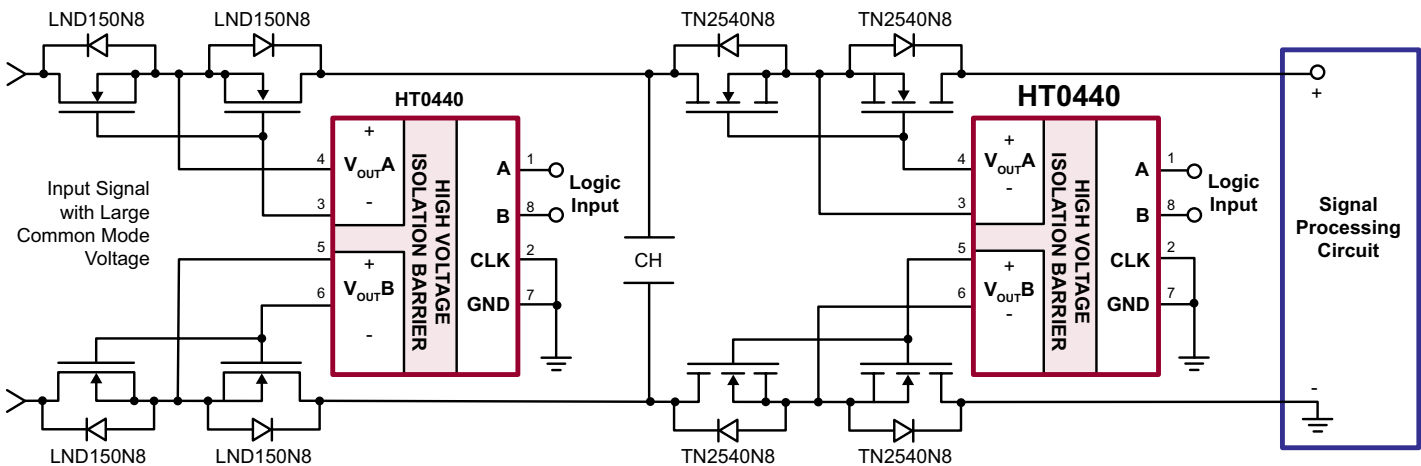 LND150N8
LND150N8
TN2540N8
TN2540N8
HT0440
HT0440
Input Signal
with Large
Common Mode
Voltage
4
3
5
6
+
VOUTA
-
+
VOUTB
-
HIGH VOLTAGE
ISOLATION BARRIER
A
B
CLK
GND
1
8
2
7
Logic
Input
CH
4
3
5
6
+
VOUTA
-
+
VOUTB
-
HIGH VOLTAGE
ISOLATION BARRIER
A
B
CLK
GND
1
8
2
7
Logic
Input
+
Signal
Processing
Circuit
-
LND150N8
LND150N8
TN2540N8
TN2540N8